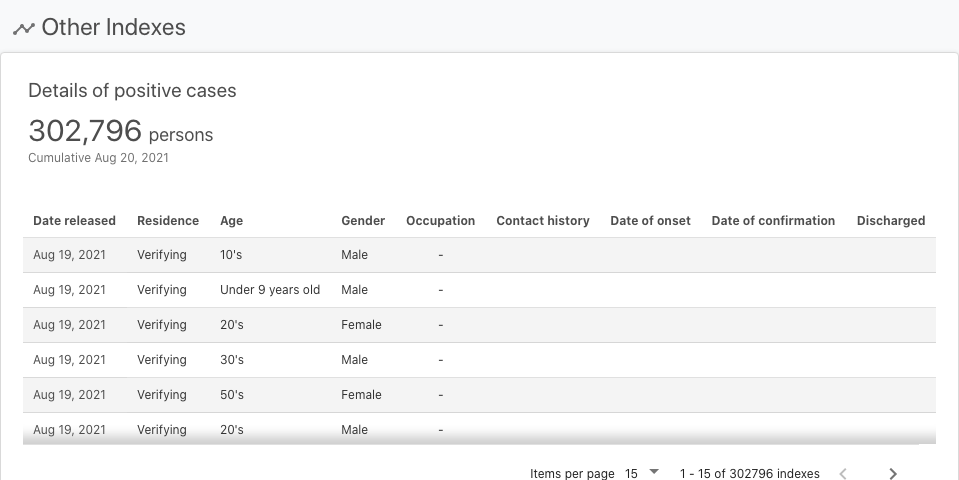 Other Indexes
Details of positive cases
302,796 persons
Cumulative Aug 20, 2021
Date released Residence Age Gender Occupation Contact history Date of onset Date of confirmation Discharged
Aug 19, 2021 Verifying 10's Male -
Aug 19, 2021 Verifying Under 9 years old Male -
Aug 19, 2021 Verifying 20's Female -
Aug 19, 2021 Verifying 30's Male -
Aug 19, 2021 Verifying 50's Female -
Aug 19, 2021 Verifying 20's Male -
Items per page 15 1 - 15 of 302796 indexes